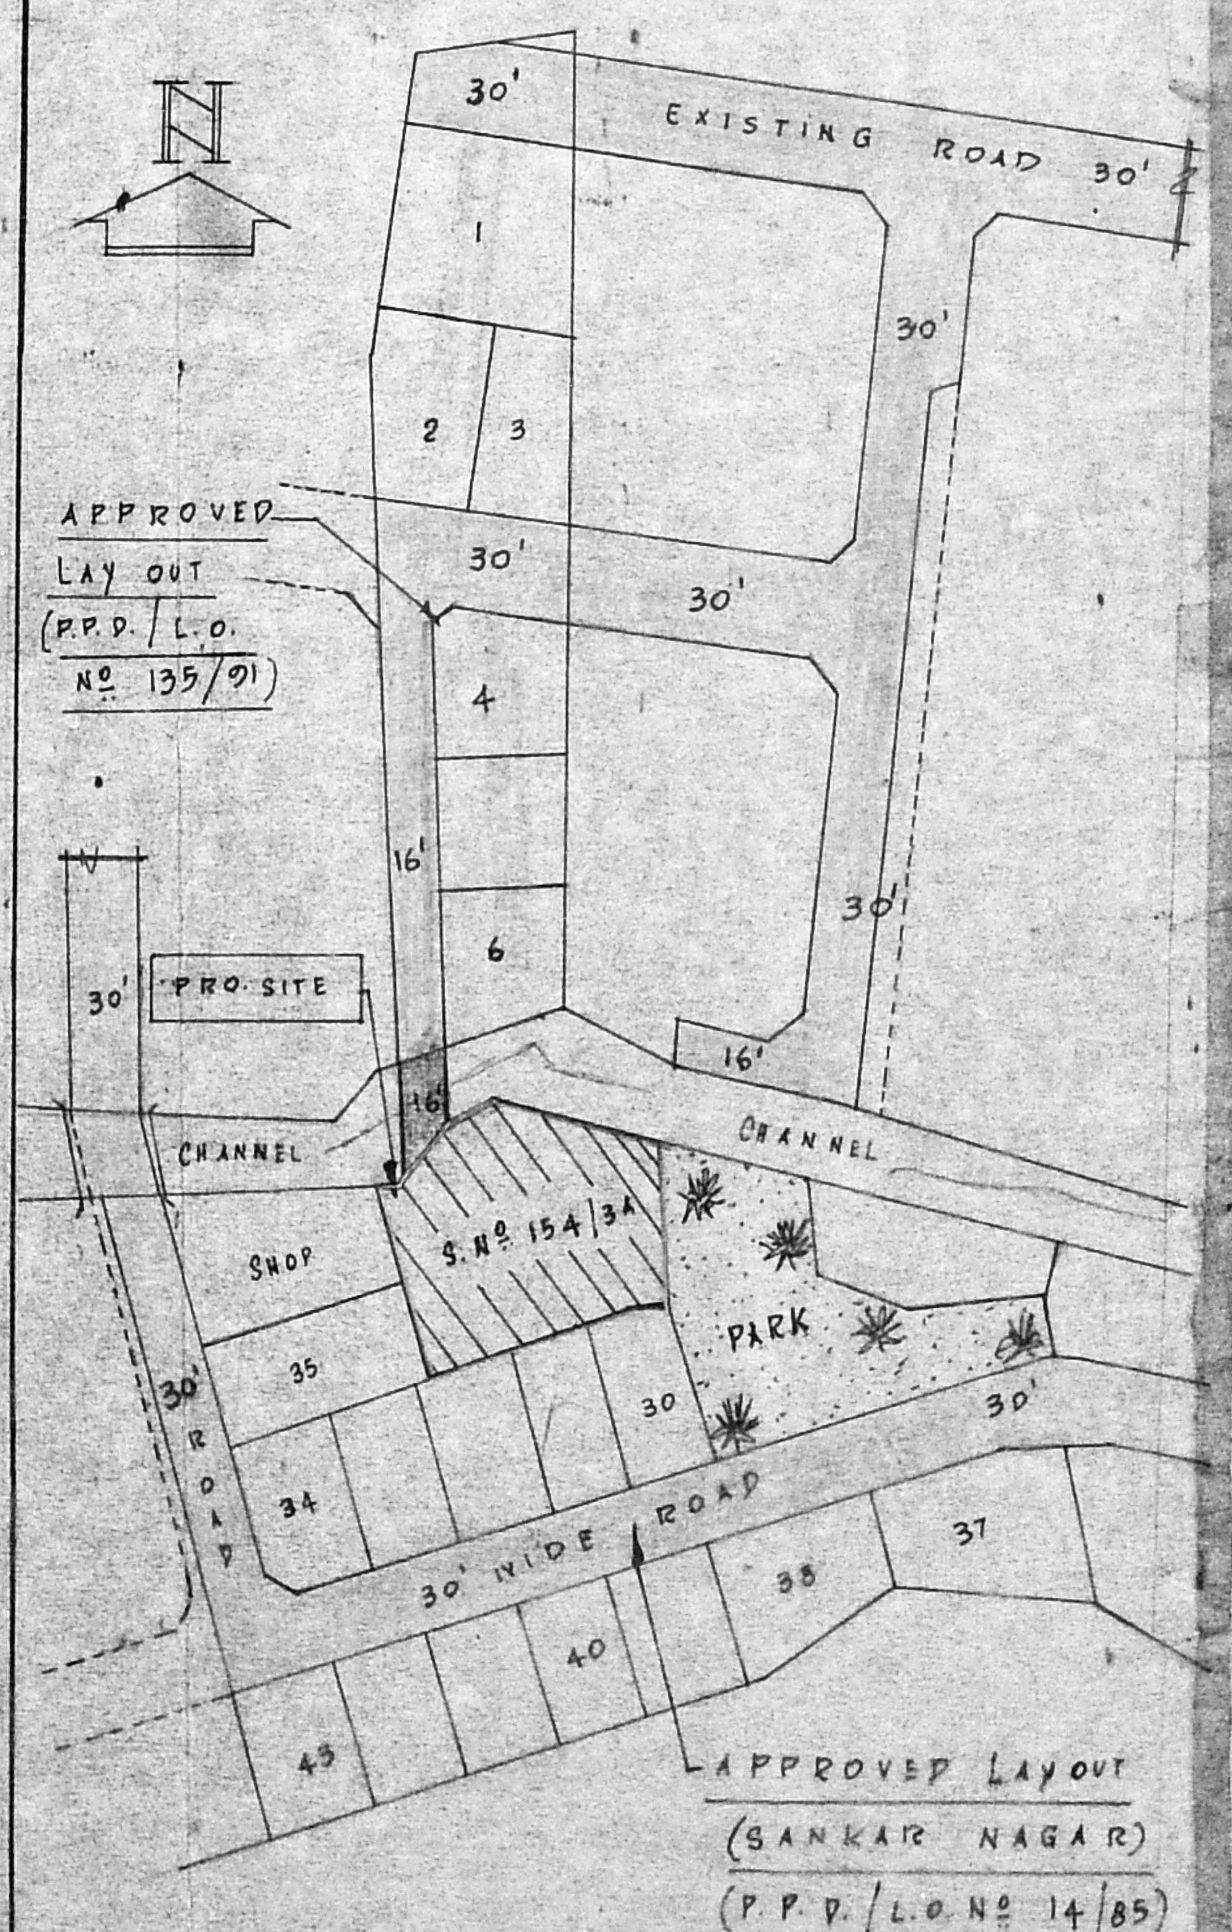 N
30'
EXISTING ROAD 30'
1
30'
2
3
APPROVED
LAY OUT
(P.P.D. / L.O.
Nº 135/91)
30'
30'
4
16'
30'
6
30'
PRO. SITE
16'
16'
CHANNEL
CHANNEL
S. Nº 154/3A
SHOP
PARK
35
30'
ROAD
30
30'
34
30' WIDE ROAD
37
38
40
43
APPROVED LAYOUT
(SANKAR NAGAR)
(P.P.D. / L.O. Nº 14/85)